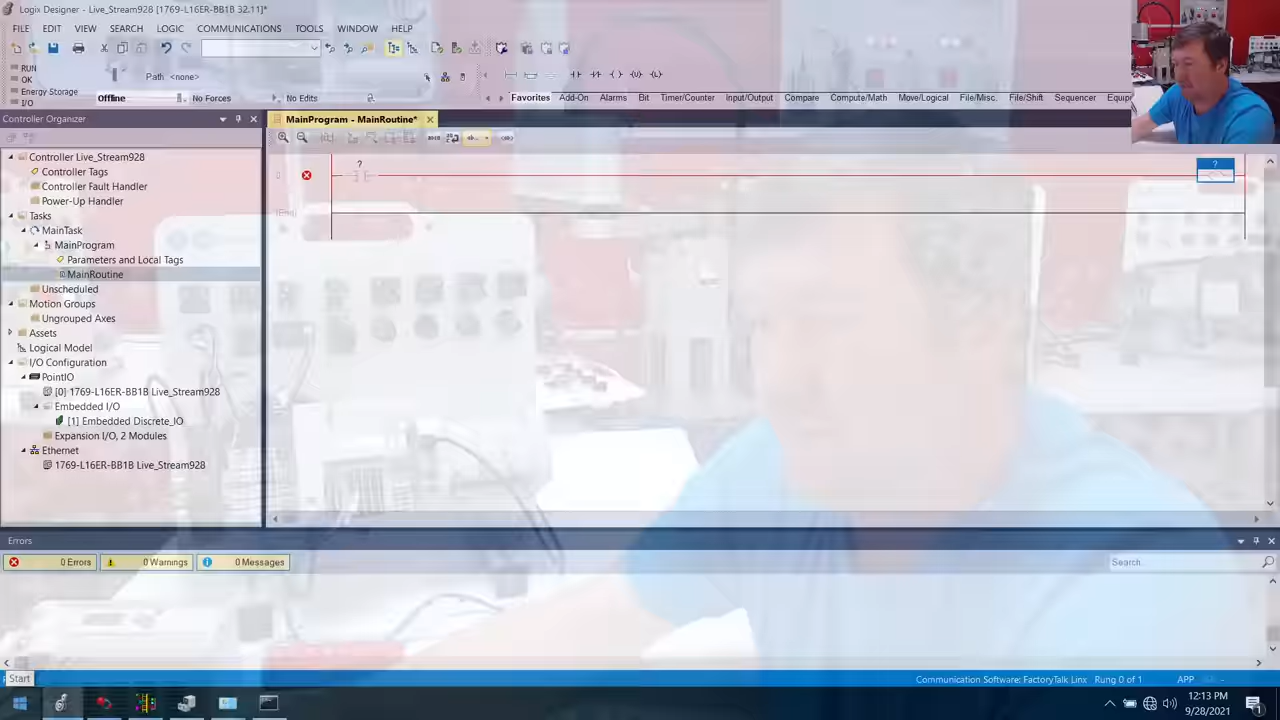 Logix Designer - Live_Stream928 [1769-L16ER-BB1B 32.11]*
FILE EDIT VIEW SEARCH LOGIC COMMUNICATIONS TOOLS WINDOW HELP
RUN
OK
Energy Storage
I/O
Path <none>
Offline
No Forces
No Edits
Favorites Add-On Alarms Bit Timer/Counter Input/Output Compare Compute/Math Move/Logical File/Misc. File/Shift Sequencer Equip
Controller Organizer
MainProgram - MainRoutine*
Controller Live_Stream928
Controller Tags
Controller Fault Handler
Power-Up Handler
Tasks
MainTask
MainProgram
Parameters and Local Tags
MainRoutine
Unscheduled
Motion Groups
Ungrouped Axes
Assets
Logical Model
I/O Configuration
PointIO
[0] 1769-L16ER-BB1B Live_Stream928
Embedded I/O
[1] Embedded Discrete_IO
Expansion I/O, 2 Modules
Ethernet
1769-L16ER-BB1B Live_Stream928
? ?
0
(End)
Errors
0 Errors 0 Warnings 0 Messages
Search
Start
Communication Software: FactoryTalk Linx Rung 0 of 1 APP
12:13 PM
9/28/2021
1